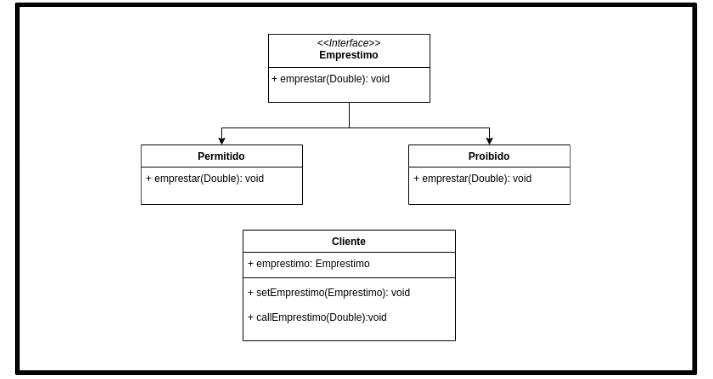 <<Interface>>
Emprestimo
+ emprestar(Double): void
Permitido
+ emprestar(Double): void
Proibido
+ emprestar(Double): void
Cliente
+ emprestimo: Emprestimo
+ setEmprestimo(Emprestimo): void
+ callEmprestimo(Double):void